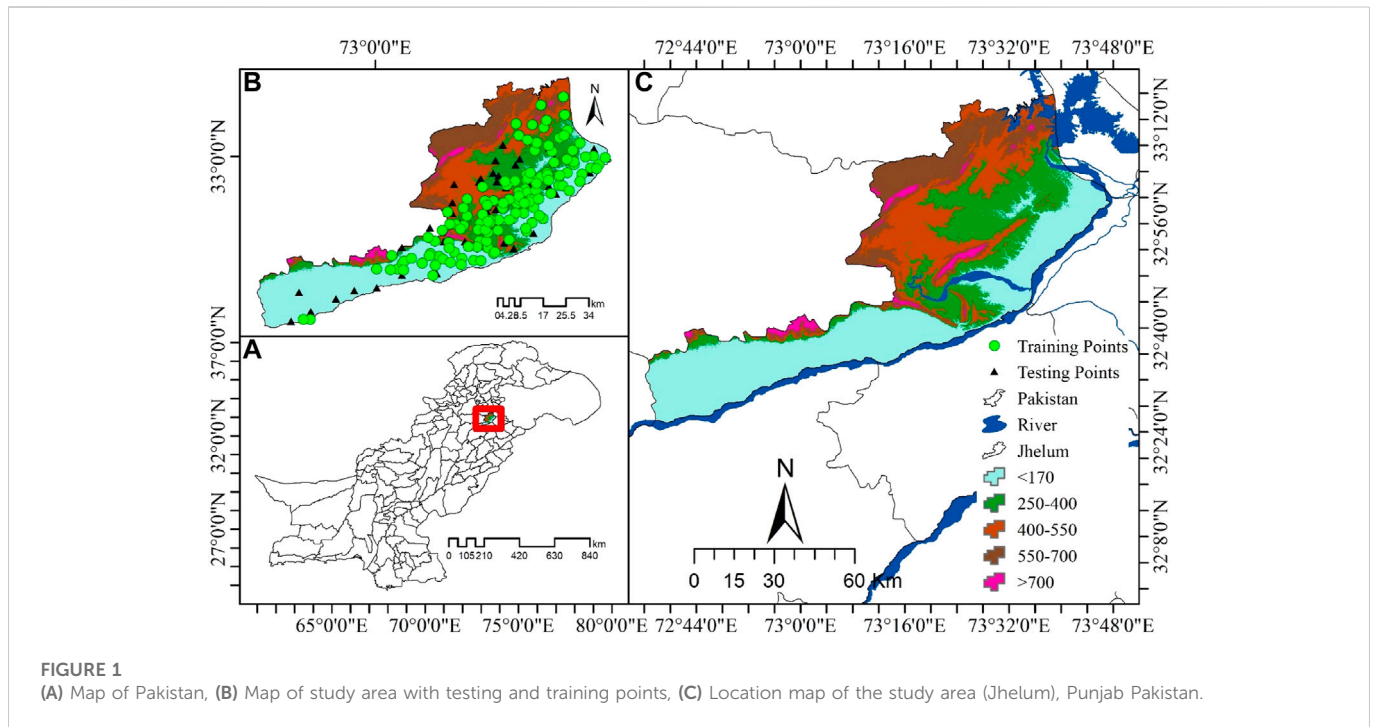 73°0'0"E
72°44'0"E 73°0'0"E 73°16'0"E 73°32'0"E 73°48'0"E
B
N
33°0'0"N
04.28.5 17 25.5 34
km
A
37°0'0"N
32°0'0"N
27°0'0"N
0 105210 420 630 840
km
65°0'0"E 70°0'0"E 75°0'0"E 80°0'0"E
C
33°12'0"N
32°56'0"N
32°40'0"N
32°24'0"N
32°8'0"N
Training Points
Testing Points
Pakistan
River
Jhelum
<170
250-400
400-550
550-700
>700
N
0 15 30 60 Km
72°44'0"E 73°0'0"E 73°16'0"E 73°32'0"E 73°48'0"E
FIGURE 1
(A) Map of Pakistan, (B) Map of study area with testing and training points, (C) Location map of the study area (Jhelum), Punjab Pakistan.